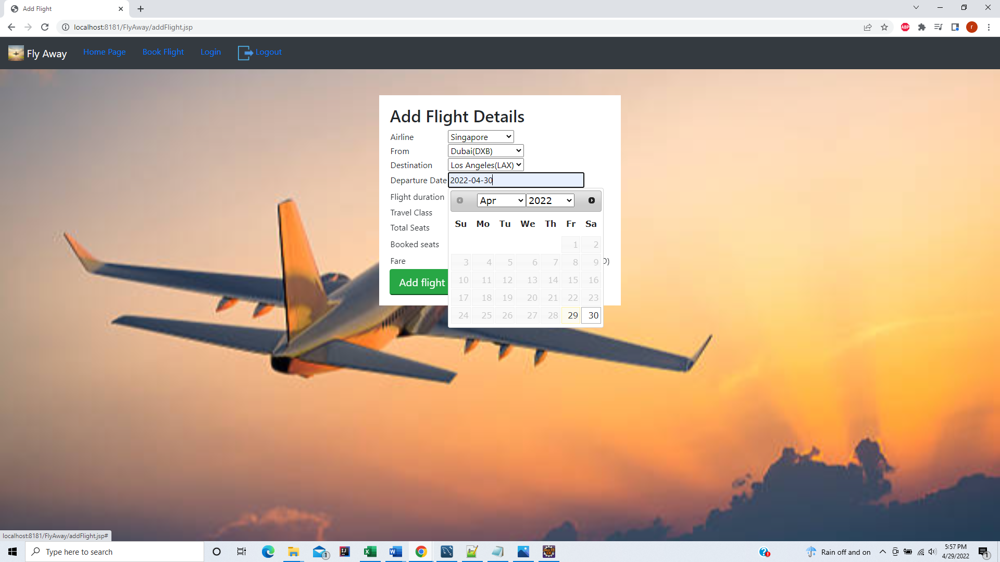 Add Flight
localhost:8181/FlyAway/addFlight.jsp
ABP
r
Fly Away
Home Page
Book Flight
Login
Logout
Add Flight Details
Airline Singapore
From Dubai(DXB)
Destination Los Angeles(LAX)
Departure Date 2022-04-30
Flight duration
Travel Class
Total Seats
Booked seats
Fare
Add flight
Apr 2022
Su Mo Tu We Th Fr Sa
1 2
3 4 5 6 7 8 9
10 11 12 13 14 15 16
17 18 19 20 21 22 23
24 25 26 27 28 29 30
localhost:8181/FlyAway/addFlight.jsp#
Type here to search
1
IJ
Rain off and on
5:57 PM
4/29/2022
1